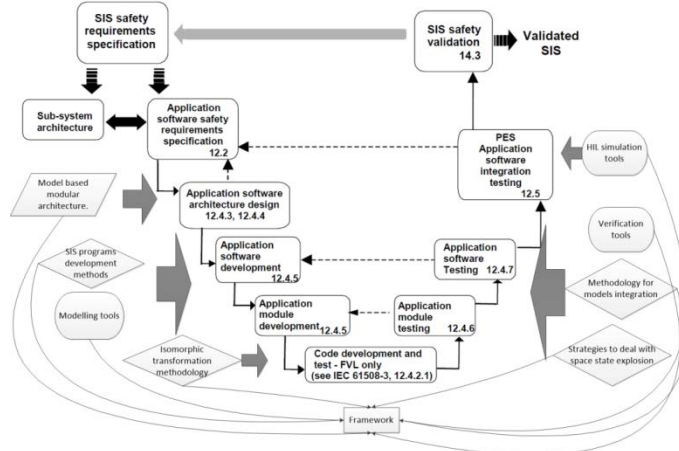 SIS safety
requirements
specification
SIS safety
validation
14.3
Validated
SIS
Sub-system
architecture
Application
software safety
requirements
specification
12.2
PES
Application
software
integration
testing
12.5
HIL simulation
tools
Model based
modular
architecture.
Application software
architecture design
12.4.3, 12.4.4
Verification
tools
SIS programs
development
methods
Application
software
development
12.4.5
Application
software
Testing 12.4.7
Methodology for
models integration
Modelling tools
Application
module
development
12.4.5
Application
module
testing
12.4.6
Isomorphic
transformation
methodology
Code development and
test - FVL only
(see IEC 61508-3, 12.4.2.1)
Strategies to deal with
space state explosion
Framework